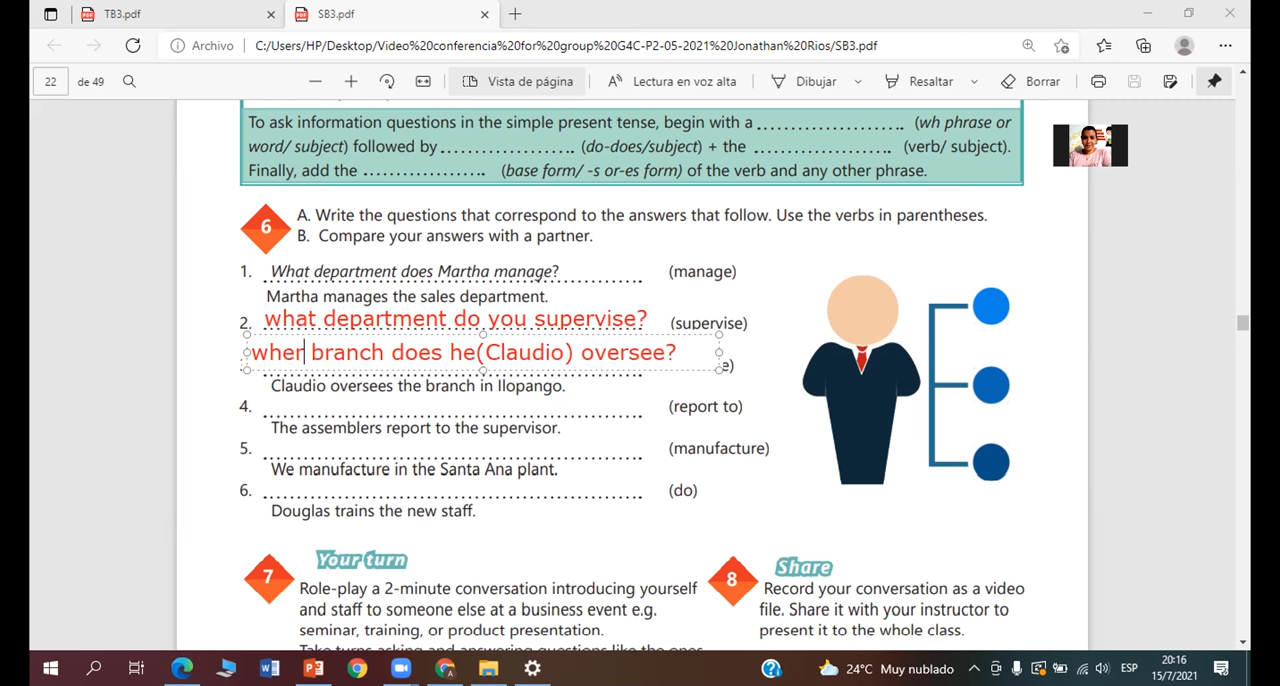 TB3.pdf
SB3.pdf
Archivo C:/Users/HP/Desktop/Video%20conferencia%20for%20group%20G4C-P2-05-2021%20Jonathan%20Rios/SB3.pdf
22 de 49 Vista de página Lectura en voz alta Dibujar Resaltar Borrar
To ask information questions in the simple present tense, begin with a ..................... (wh phrase or
word/ subject) followed by ................... (do-does/subject) + the ................... (verb/ subject).
Finally, add the ................. (base form/ -s or-es form) of the verb and any other phrase.
6 A. Write the questions that correspond to the answers that follow. Use the verbs in parentheses.
B. Compare your answers with a partner.
1. What department does Martha manage? (manage)
Martha manages the sales department.
2. what department do you supervise? (supervise)
wher branch does he(Claudio) oversee? e)
Claudio oversees the branch in Ilopango.
4. (report to)
The assemblers report to the supervisor.
5. (manufacture)
We manufacture in the Santa Ana plant.
6. (do)
Douglas trains the new staff.
7 Your turn
Role-play a 2-minute conversation introducing yourself
and staff to someone else at a business event e.g.
seminar, training, or product presentation.
Take turns asking and answering questions like the ones
8 Share
Record your conversation as a video
file. Share it with your instructor to
present it to the whole class.
24°C Muy nublado ESP 20:16
15/7/2021